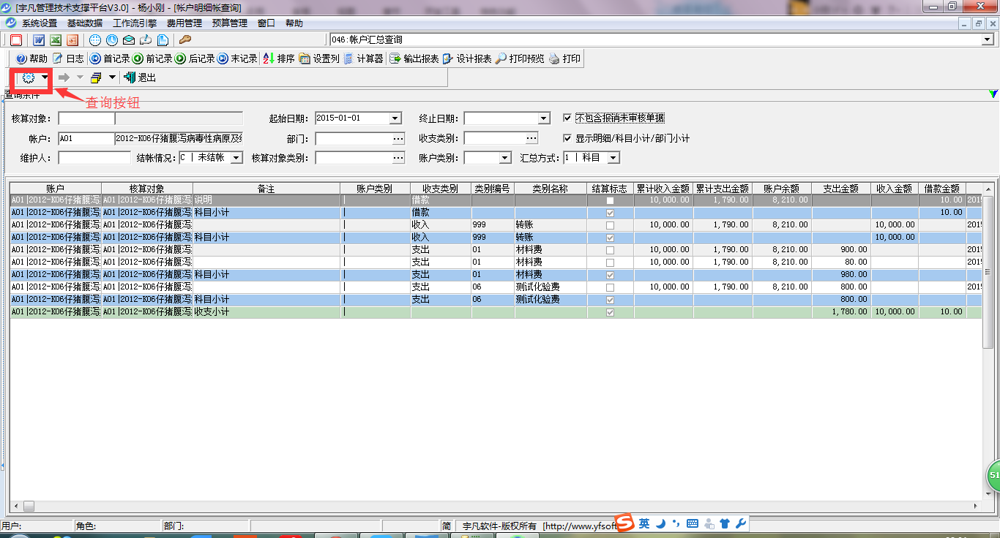 [宇凡管理技术支撑平台V3.0] - 杨小刚 - [帐户明细帐查询]
系统设置 基础数据 工作流引擎 费用管理 预算管理 窗口 帮助
046:帐户汇总查询
帮助 日志 首记录 前记录 后记录 末记录 排序 设置列 计算器 输出报表 设计报表 打印预览 打印
退出
查询条件
查询按钮
核算对象: 起始日期: 2015-01-01 终止日期: 不包含报销未审核单据
帐户: A01 2012-K06仔猪腹泻病毒性病原及 部门: 收支类别: 显示明细/科目小计/部门小计
维护人: 结帐情况: C | 未结帐 核算对象类别: 账户类别: 汇总方式: 1 | 科目
账户 核算对象 备注 账户类别 收支类别 类别编号 类别名称 结算标志 累计收入金额 累计支出金额 账户余额 支出金额 收入金额 借款金额
A01|2012-K06仔猪腹泻 A01|2012-K06仔猪腹泻 说明 | 借款 10,000.00 1,790.00 8,210.00 10.00 2015
A01|2012-K06仔猪腹泻 A01|2012-K06仔猪腹泻 科目小计 | 借款 10.00
A01|2012-K06仔猪腹泻 A01|2012-K06仔猪腹泻 | 收入 999 转账 10,000.00 1,790.00 8,210.00 10,000.00 2015
A01|2012-K06仔猪腹泻 A01|2012-K06仔猪腹泻 科目小计 | 收入 999 转账 10,000.00
A01|2012-K06仔猪腹泻 A01|2012-K06仔猪腹泻 | 支出 01 材料费 10,000.00 1,790.00 8,210.00 900.00 2015
A01|2012-K06仔猪腹泻 A01|2012-K06仔猪腹泻 | 支出 01 材料费 10,000.00 1,790.00 8,210.00 80.00 2015
A01|2012-K06仔猪腹泻 A01|2012-K06仔猪腹泻 科目小计 | 支出 01 材料费 980.00
A01|2012-K06仔猪腹泻 A01|2012-K06仔猪腹泻 | 支出 06 测试化验费 10,000.00 1,790.00 8,210.00 800.00 2015
A01|2012-K06仔猪腹泻 A01|2012-K06仔猪腹泻 科目小计 | 支出 06 测试化验费 800.00
A01|2012-K06仔猪腹泻 A01|2012-K06仔猪腹泻 收支小计 | 1,780.00 10,000.00 10.00
51
用户: 角色: 部门: 简 宇凡软件-版权所有 [http://www.yfsoft 英